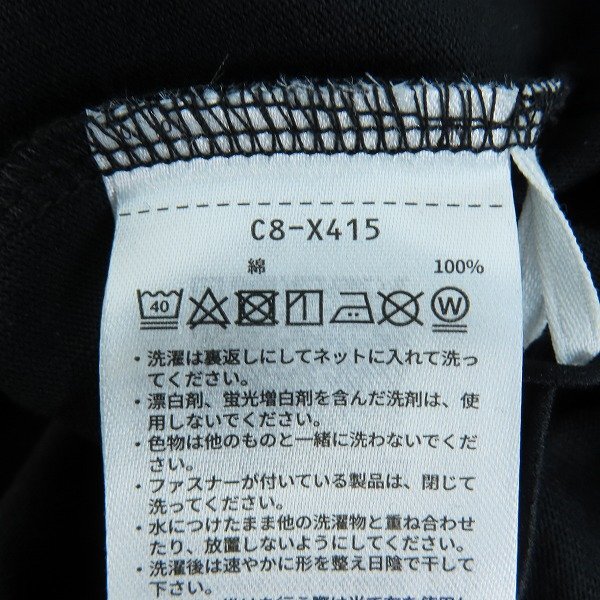 C8-X415
綿 100%
40 W
・洗濯は裏返しにしてネットに入れて洗っ
てください。
・漂白剤、蛍光増白剤を含んだ洗剤は、使
用しないでください。
・色物は他のものと一緒に洗わないでくだ
さい。
・ファスナーが付いている製品は、閉じて
洗ってください。
・水につけたまま他の洗濯物と重ね合わせ
たり、放置しないようにしてください。
・洗濯後は速やかに形を整え日陰で干して
下さい。